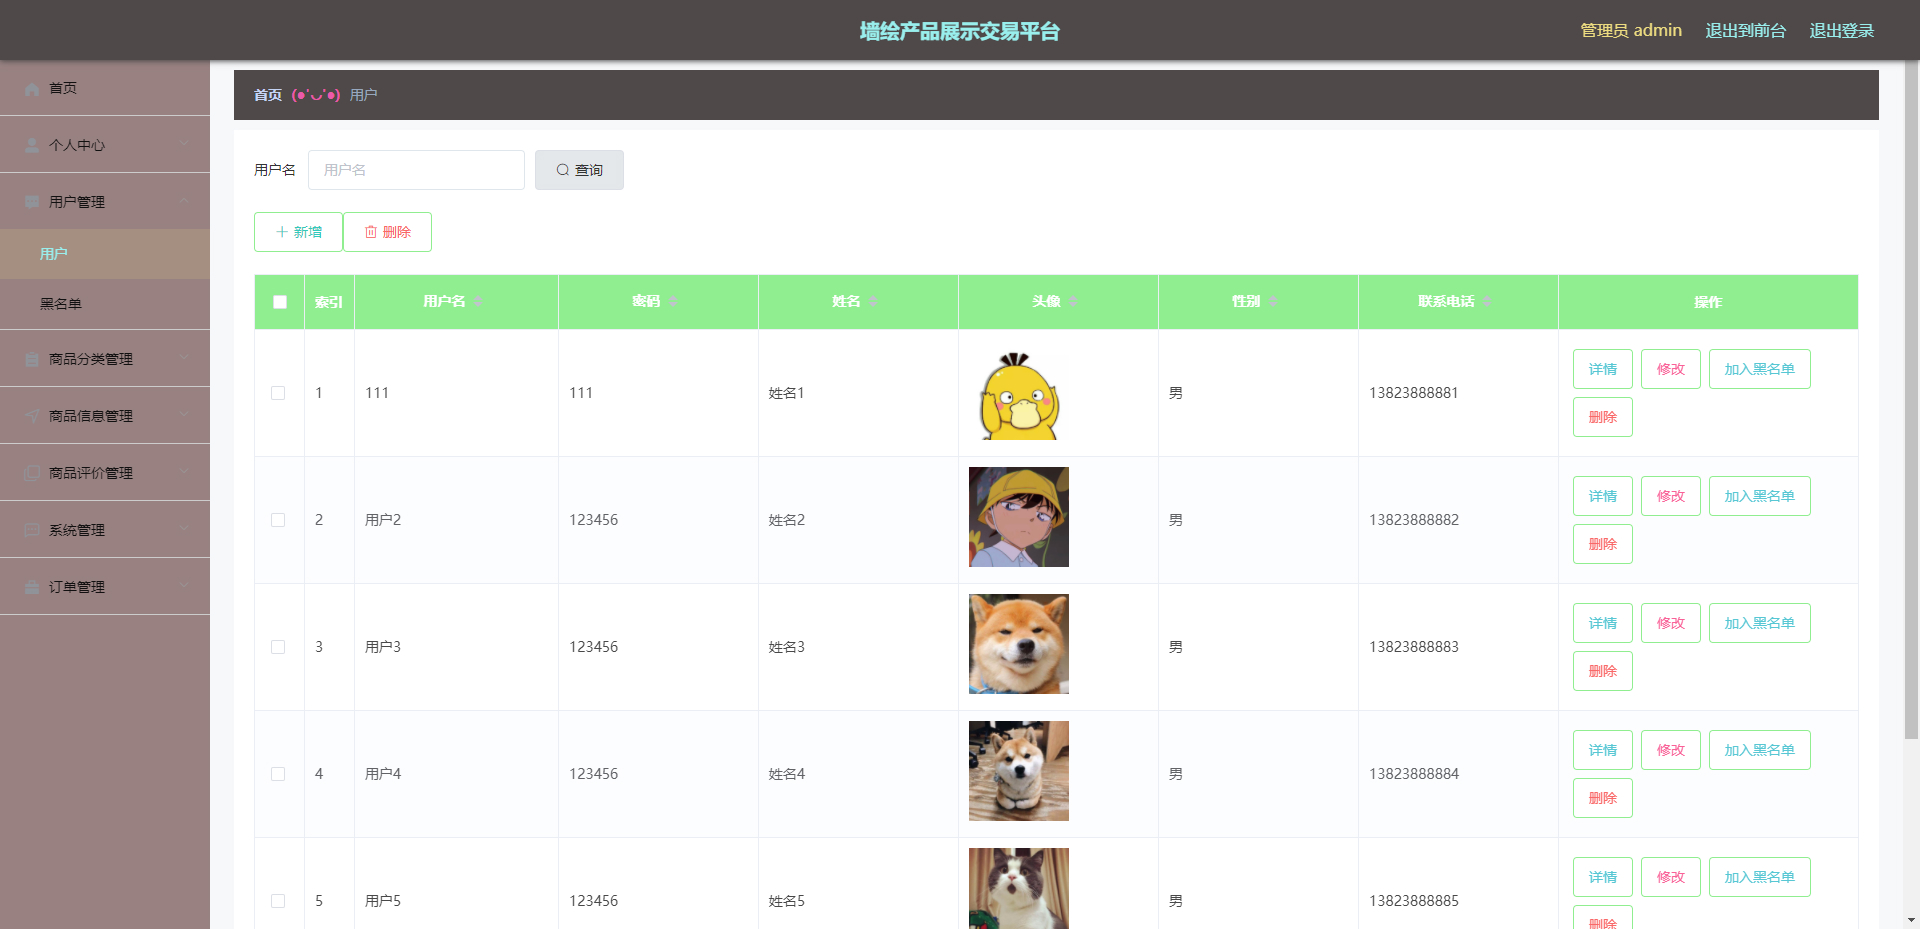 墙绘产品展示交易平台
管理员 admin 退出到前台 退出登录
首页
个人中心
用户管理
用户
黑名单
商品分类管理
商品信息管理
商品评价管理
系统管理
订单管理
首页 (●'◡'●) 用户
用户名 用户名 查询
新增 删除
索引 用户名 密码 姓名 头像 性别 联系电话 操作
1 111 111 姓名1 男 13823888881 详情 修改 加入黑名单
删除
2 用户2 123456 姓名2 男 13823888882 详情 修改 加入黑名单
删除
3 用户3 123456 姓名3 男 13823888883 详情 修改 加入黑名单
删除
4 用户4 123456 姓名4 男 13823888884 详情 修改 加入黑名单
删除
5 用户5 123456 姓名5 男 13823888885 详情 修改 加入黑名单
删除